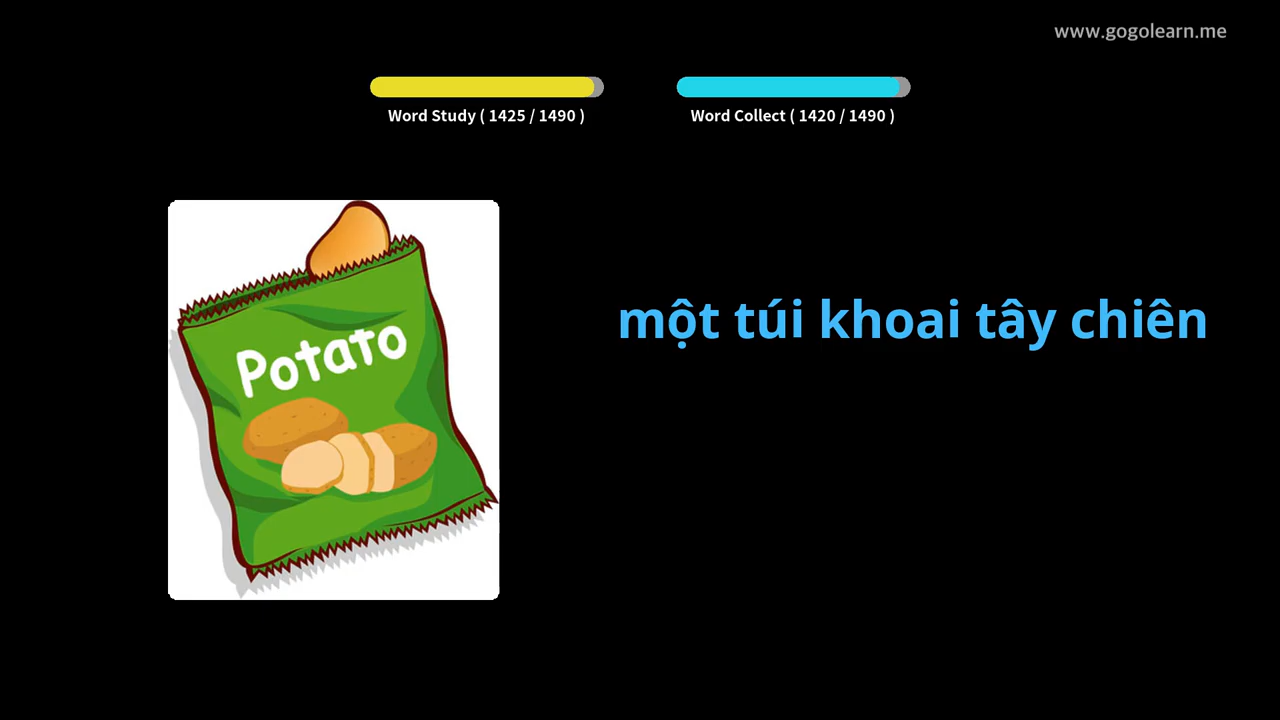 www.gogolearn.me
Word Study ( 1425 / 1490 )
Word Collect ( 1420 / 1490 )
Potato
một túi khoai tây chiên